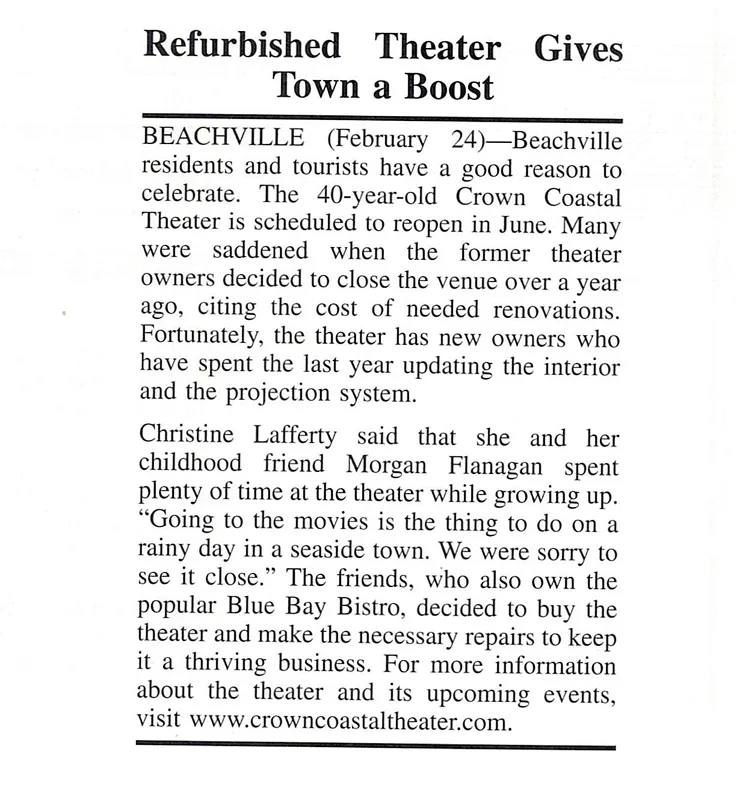 Refurbished Theater Gives
Town a Boost
BEACHVILLE (February 24)—Beachville
residents and tourists have a good reason to
celebrate. The 40-year-old Crown Coastal
Theater is scheduled to reopen in June. Many
were saddened when the former theater
owners decided to close the venue over a year
ago, citing the cost of needed renovations.
Fortunately, the theater has new owners who
have spent the last year updating the interior
and the projection system.
Christine Lafferty said that she and her
childhood friend Morgan Flanagan spent
plenty of time at the theater while growing up.
“Going to the movies is the thing to do on a
rainy day in a seaside town. We were sorry to
see it close.” The friends, who also own the
popular Blue Bay Bistro, decided to buy the
theater and make the necessary repairs to keep
it a thriving business. For more information
about the theater and its upcoming events,
visit www.crowncoastaltheater.com.